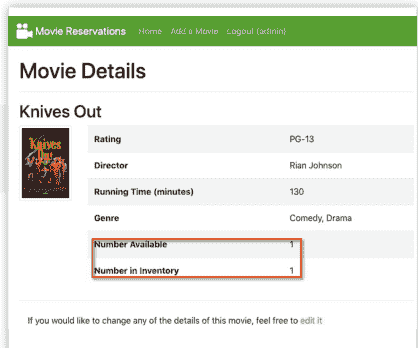 Movie Reservations Home Add a Movie Logout (admin)
Movie Details
Knives Out
Knives
Out
Rating PG-13
Director Rian Johnson
Running Time (minutes) 130
Genre Comedy, Drama
Number Available 1
Number in Inventory 1
If you would like to change any of the details of this movie, feel free to edit it